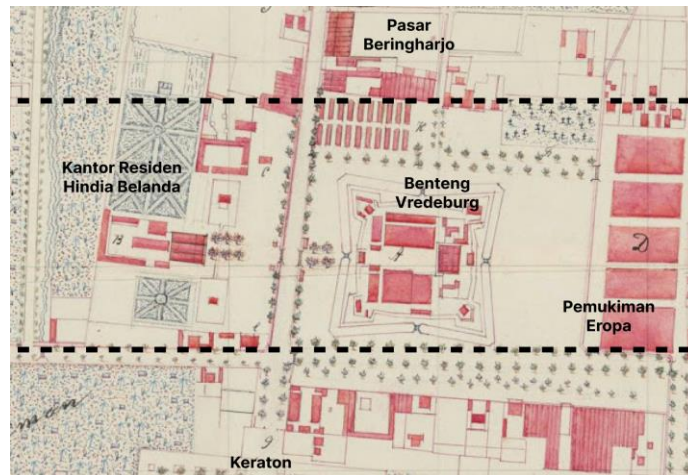 Pasar
Beringharjo
Kantor Residen
Hindia Belanda
Benteng
Vredeburg
B
A
D
Pemukiman
Eropa
Keraton